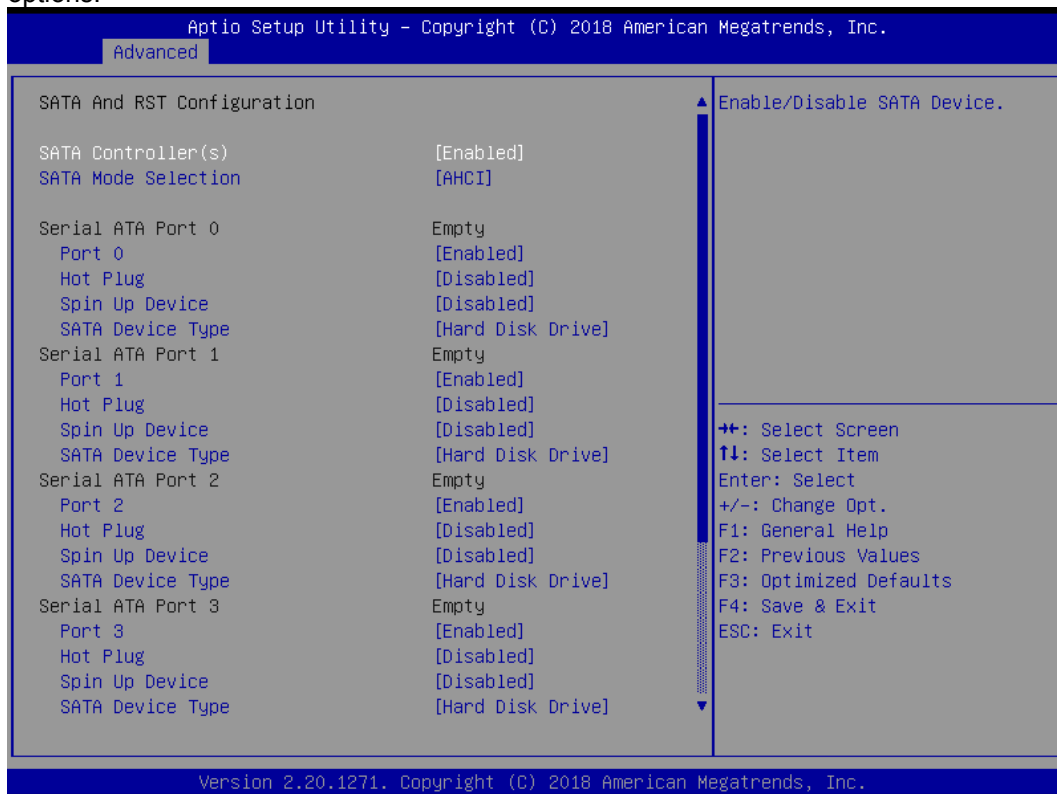 options.
Aptio Setup Utility – Copyright (C) 2018 American Megatrends, Inc.
Advanced
SATA And RST Configuration
SATA Controller(s) [Enabled]
SATA Mode Selection [AHCI]
Serial ATA Port 0 Empty
Port 0 [Enabled]
Hot Plug [Disabled]
Spin Up Device [Disabled]
SATA Device Type [Hard Disk Drive]
Serial ATA Port 1 Empty
Port 1 [Enabled]
Hot Plug [Disabled]
Spin Up Device [Disabled]
SATA Device Type [Hard Disk Drive]
Serial ATA Port 2 Empty
Port 2 [Enabled]
Hot Plug [Disabled]
Spin Up Device [Disabled]
SATA Device Type [Hard Disk Drive]
Serial ATA Port 3 Empty
Port 3 [Enabled]
Hot Plug [Disabled]
Spin Up Device [Disabled]
SATA Device Type [Hard Disk Drive]
Enable/Disable SATA Device.
→←: Select Screen
↑↓: Select Item
Enter: Select
+/-: Change Opt.
F1: General Help
F2: Previous Values
F3: Optimized Defaults
F4: Save & Exit
ESC: Exit
Version 2.20.1271. Copyright (C) 2018 American Megatrends, Inc.